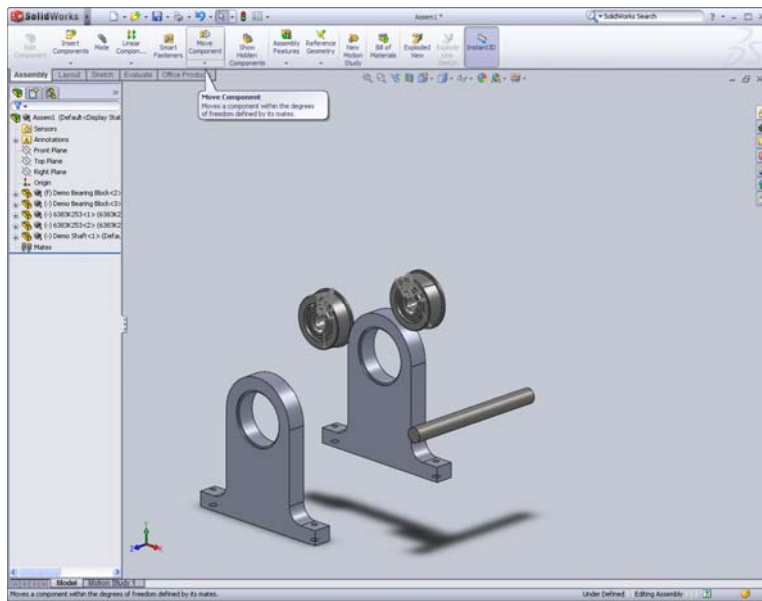 SolidWorks
Assem1 *
SolidWorks Search
Edit Component
Insert Components
Mate
Linear Compon...
Smart Fasteners
Move Component
Show Hidden Components
Assembly Features
Reference Geometry
New Motion Study
Bill of Materials
Exploded View
Explode Line Sketch
Instant3D
Assembly Layout Sketch Evaluate Office Produc
Move Component
Moves a component within the degrees
of freedom defined by its mates.
Assem1 (Default<Display Stat
Sensors
Annotations
Front Plane
Top Plane
Right Plane
Origin
(f) Demo Bearing Block<2>
(-) Demo Bearing Block<3>
(-) 6383K253<1> (6383K2
(-) 6383K253<2> (6383K2
(-) Demo Shaft<1> (Defau
Mates
Y
X
Z
Model Motion Study 1
Moves a component within the degrees of freedom defined by its mates.
Under Defined Editing Assembly